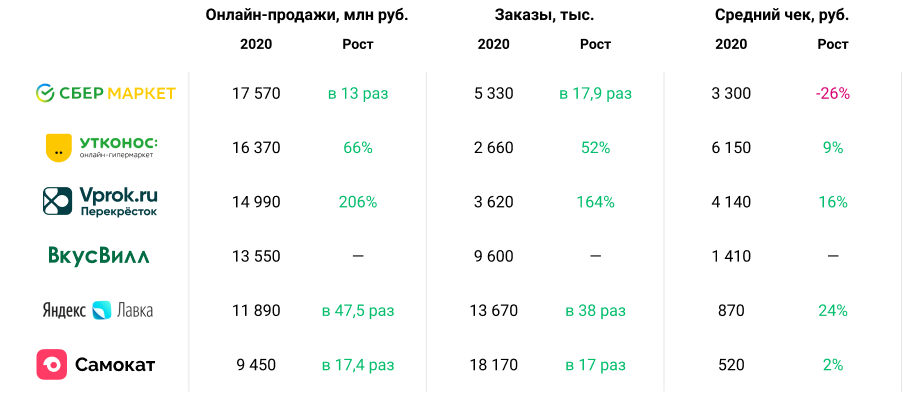 Онлайн-продажи, млн руб. Заказы, тыс. Средний чек, руб.
2020 Рост 2020 Рост 2020 Рост
СБЕР МАРКЕТ 17 570 в 13 раз 5 330 в 17,9 раз 3 300 -26%
УТКОНОС:
онлайн-гипермаркет
16 370 66% 2 660 52% 6 150 9%
Vprok.ru
Перекрёсток
14 990 206% 3 620 164% 4 140 16%
ВкусВилл 13 550 — 9 600 — 1 410 —
Яндекс Лавка 11 890 в 47,5 раз 13 670 в 38 раз 870 24%
Самокат 9 450 в 17,4 раз 18 170 в 17 раз 520 2%